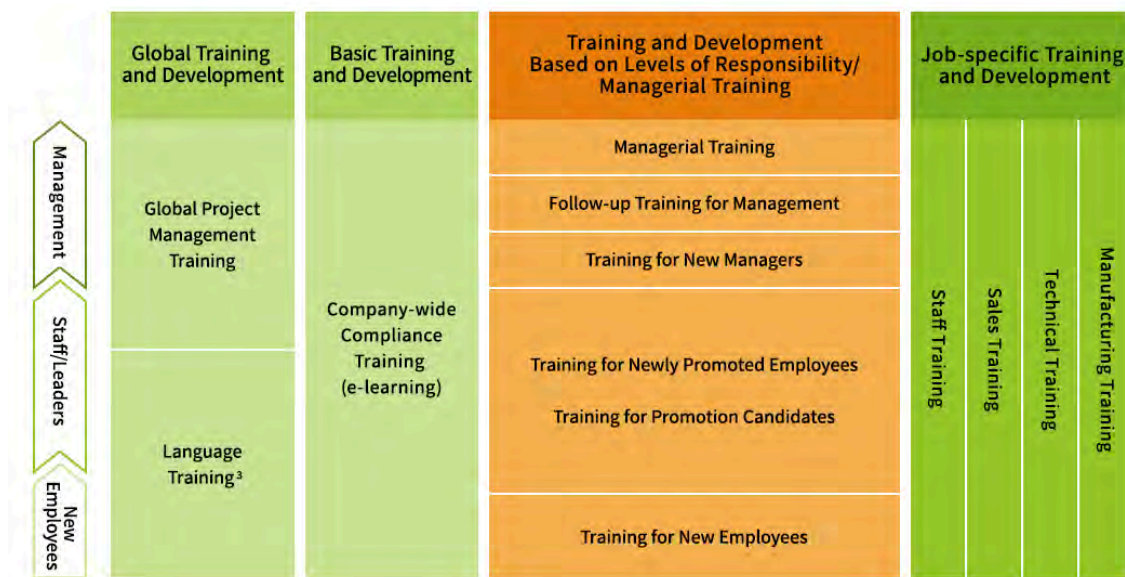 Global Training
and Development
Basic Training
and Development
Training and Development
Based on Levels of Responsibility/
Managerial Training
Job-specific Training
and Development
Management
Staff/Leaders
New
Employees
Global Project
Management
Training
Language
Training³
Company-wide
Compliance
Training
(e-learning)
Managerial Training
Follow-up Training for Management
Training for New Managers
Training for Newly Promoted Employees
Training for Promotion Candidates
Training for New Employees
Staff Training
Sales Training
Technical Training
Manufacturing Training